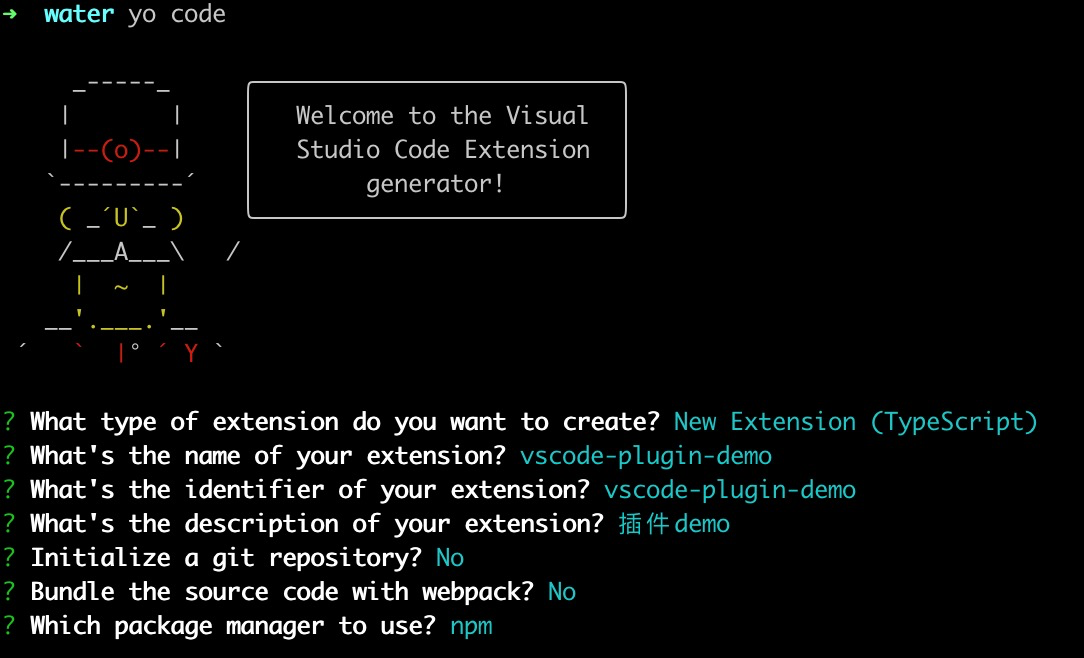 → water yo code
_-----_
| |
|--(o)--|
`---------´
( _´U`_ )
/___A___\ /
| ~ |
__'.___.'__
´ ` |° ´ Y `
Welcome to the Visual
Studio Code Extension
generator!
? What type of extension do you want to create? New Extension (TypeScript)
? What's the name of your extension? vscode-plugin-demo
? What's the identifier of your extension? vscode-plugin-demo
? What's the description of your extension? 插件demo
? Initialize a git repository? No
? Bundle the source code with webpack? No
? Which package manager to use? npm